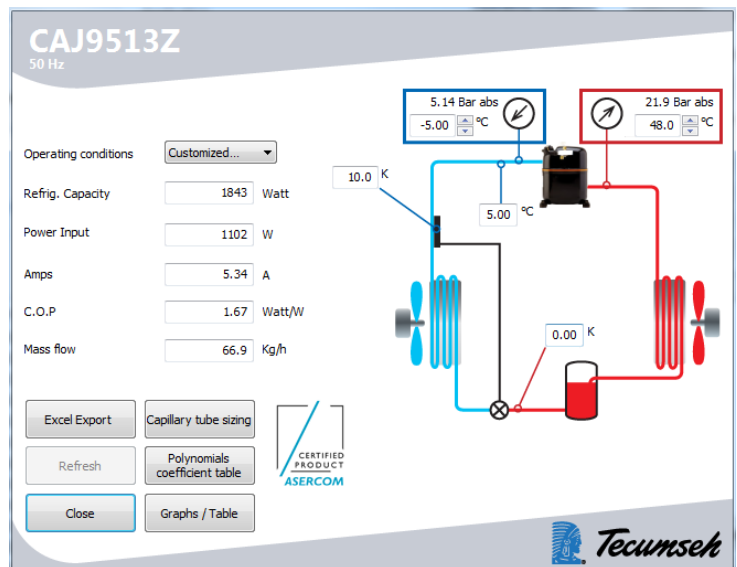 CAJ9513Z
50 Hz
5.14 Bar abs
-5.00 °C
21.9 Bar abs
48.0 °C
Operating conditions Customized...
10.0 K
Refrig. Capacity 1843 Watt
5.00 °C
Power Input 1102 W
Amps 5.34 A
C.O.P 1.67 Watt/W
0.00 K
Mass flow 66.9 Kg/h
Excel Export
Capillary tube sizing
Refresh
Polynomials
coefficient table
CERTIFIED
PRODUCT
ASERCOM
Close
Graphs / Table
Tecumseh